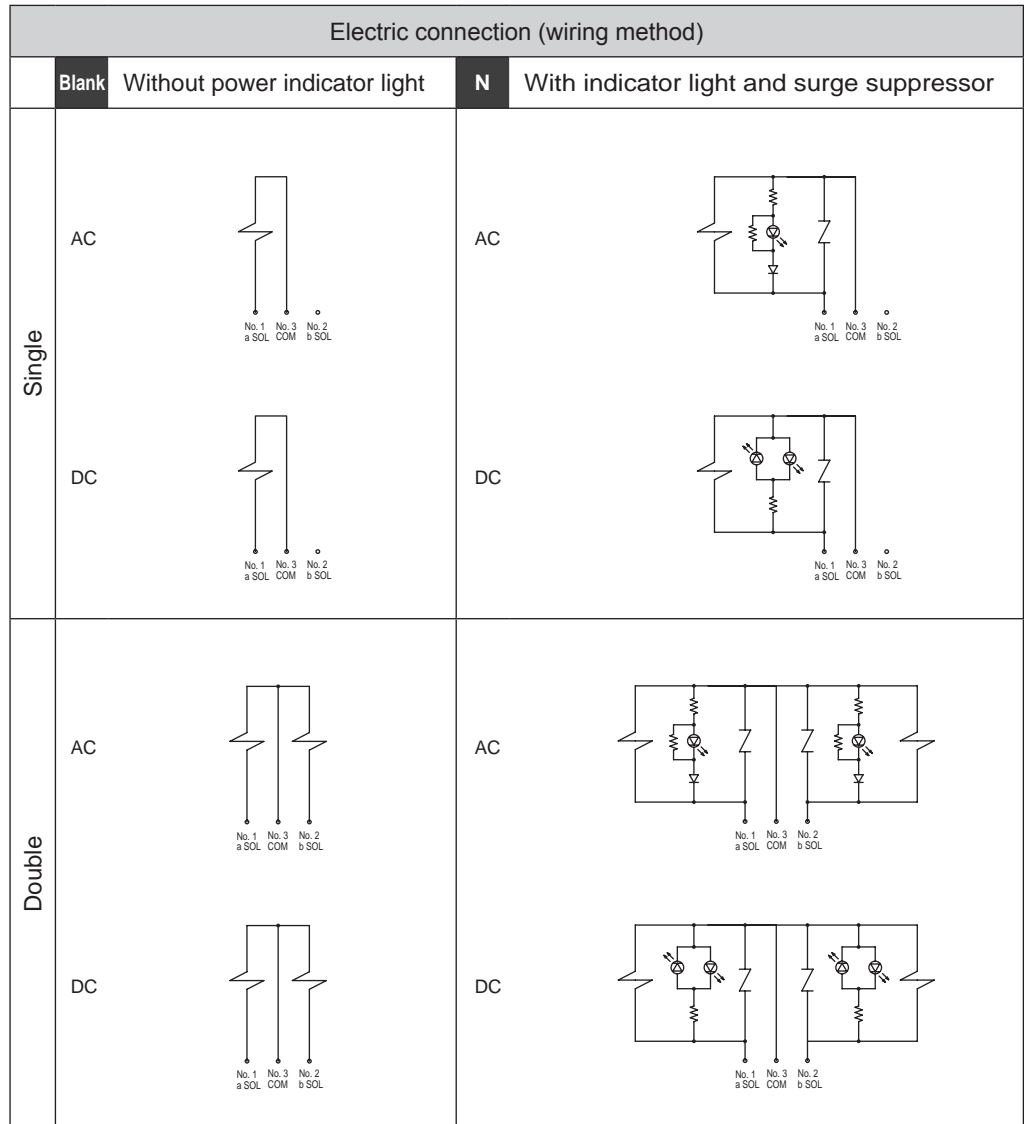 Electric connection (wiring method)
Blank Without power indicator light N With indicator light and surge suppressor
Single
AC
No. 1 No. 3 No. 2
a SOL COM b SOL
AC
No. 1 No. 3 No. 2
a SOL COM b SOL
DC
No. 1 No. 3 No. 2
a SOL COM b SOL
DC
No. 1 No. 3 No. 2
a SOL COM b SOL
Double
AC
No. 1 No. 3 No. 2
a SOL COM b SOL
AC
No. 1 No. 3 No. 2
a SOL COM b SOL
DC
No. 1 No. 3 No. 2
a SOL COM b SOL
DC
No. 1 No. 3 No. 2
a SOL COM b SOL